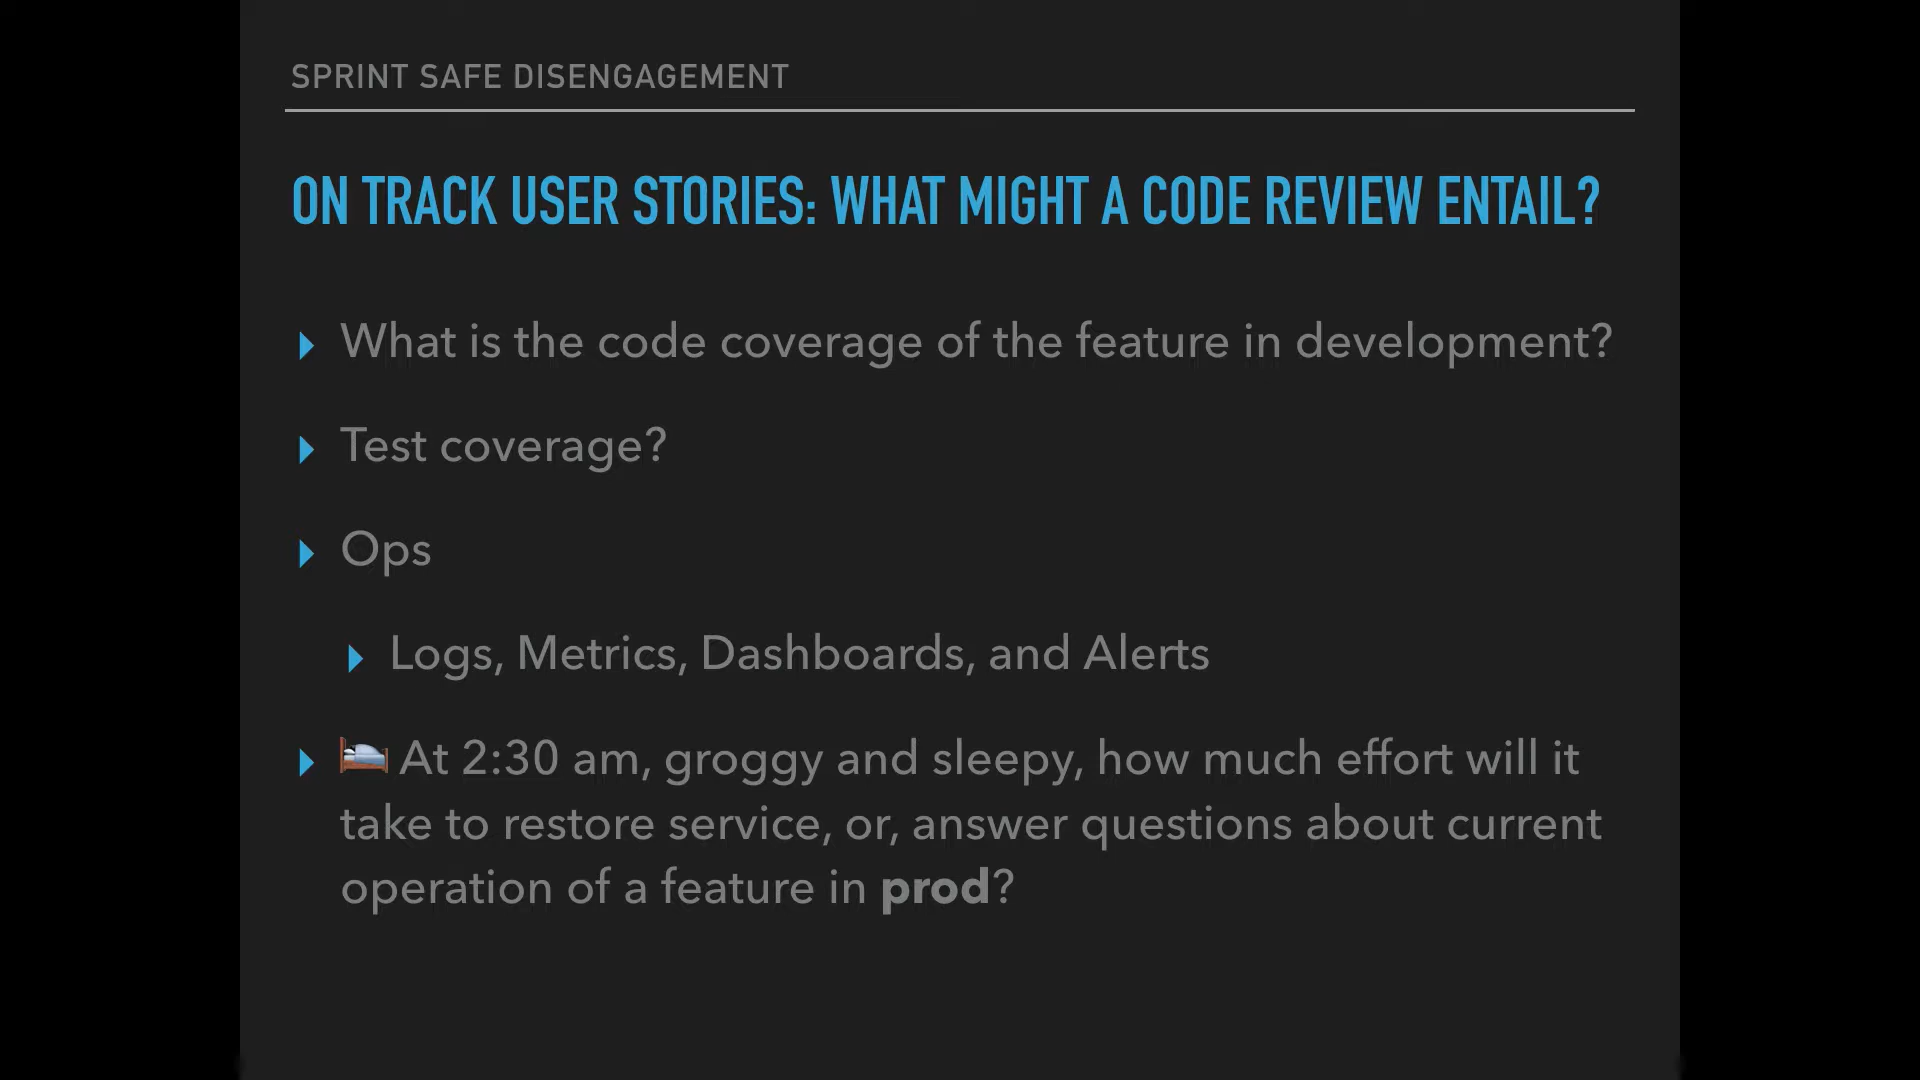 SPRINT SAFE DISENGAGEMENT
ON TRACK USER STORIES: WHAT MIGHT A CODE REVIEW ENTAIL?
What is the code coverage of the feature in development?
Test coverage?
Ops
Logs, Metrics, Dashboards, and Alerts
At 2:30 am, groggy and sleepy, how much effort will it
take to restore service, or, answer questions about current
operation of a feature in prod?